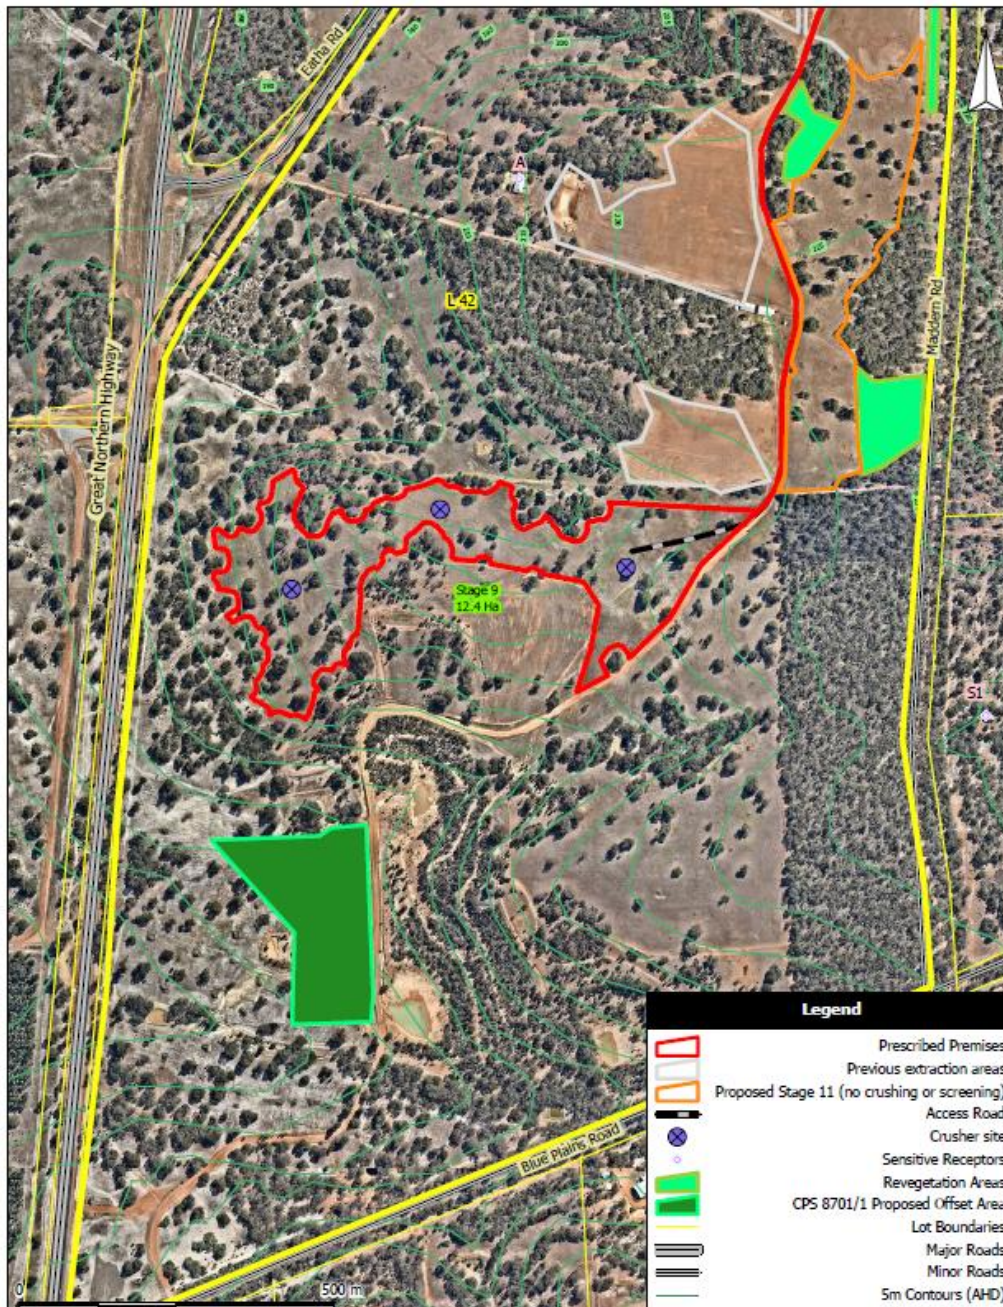 Eatha Rd
A
L 42
Great Northern Highway
Maddern Rd
Stage 9
12.4 Ha
S1
Blue Plains Road
0
500 m
Legend
Prescribed Premises
Previous extraction areas
Proposed Stage 11 (no crushing or screening)
Access Road
Crusher site
Sensitive Receptors
Revegetation Areas
CPS 8701/1 Proposed Offset Area
Lot Boundaries
Major Roads
Minor Roads
5m Contours (AHD)